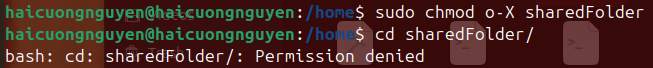 haicuongnguyen@haicuongnguyen:/home$ sudo chmod o-X sharedFolder
haicuongnguyen@haicuongnguyen:/home$ cd sharedFolder/
bash: cd: sharedFolder/: Permission denied